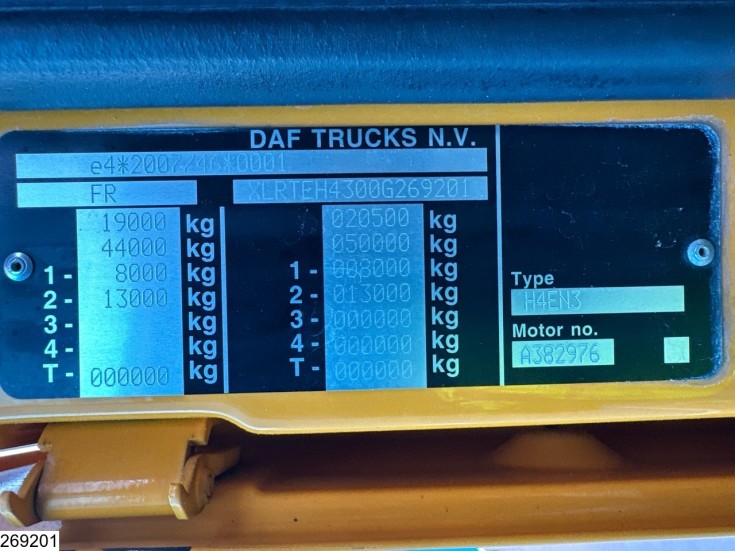 DAF TRUCKS N.V.
e4*2007/46*0001
FR XLRTEH4300G269201
19000 kg 020500 kg
44000 kg 050000 kg
1- 8000 kg 1- 008000 kg
2- 13000 kg 2- 013000 kg
3- kg 3- 000000 kg
4- kg 4- 000000 kg
T- 000000 kg T- 000000 kg
Type
H4EN3
Motor no.
A382976
269201